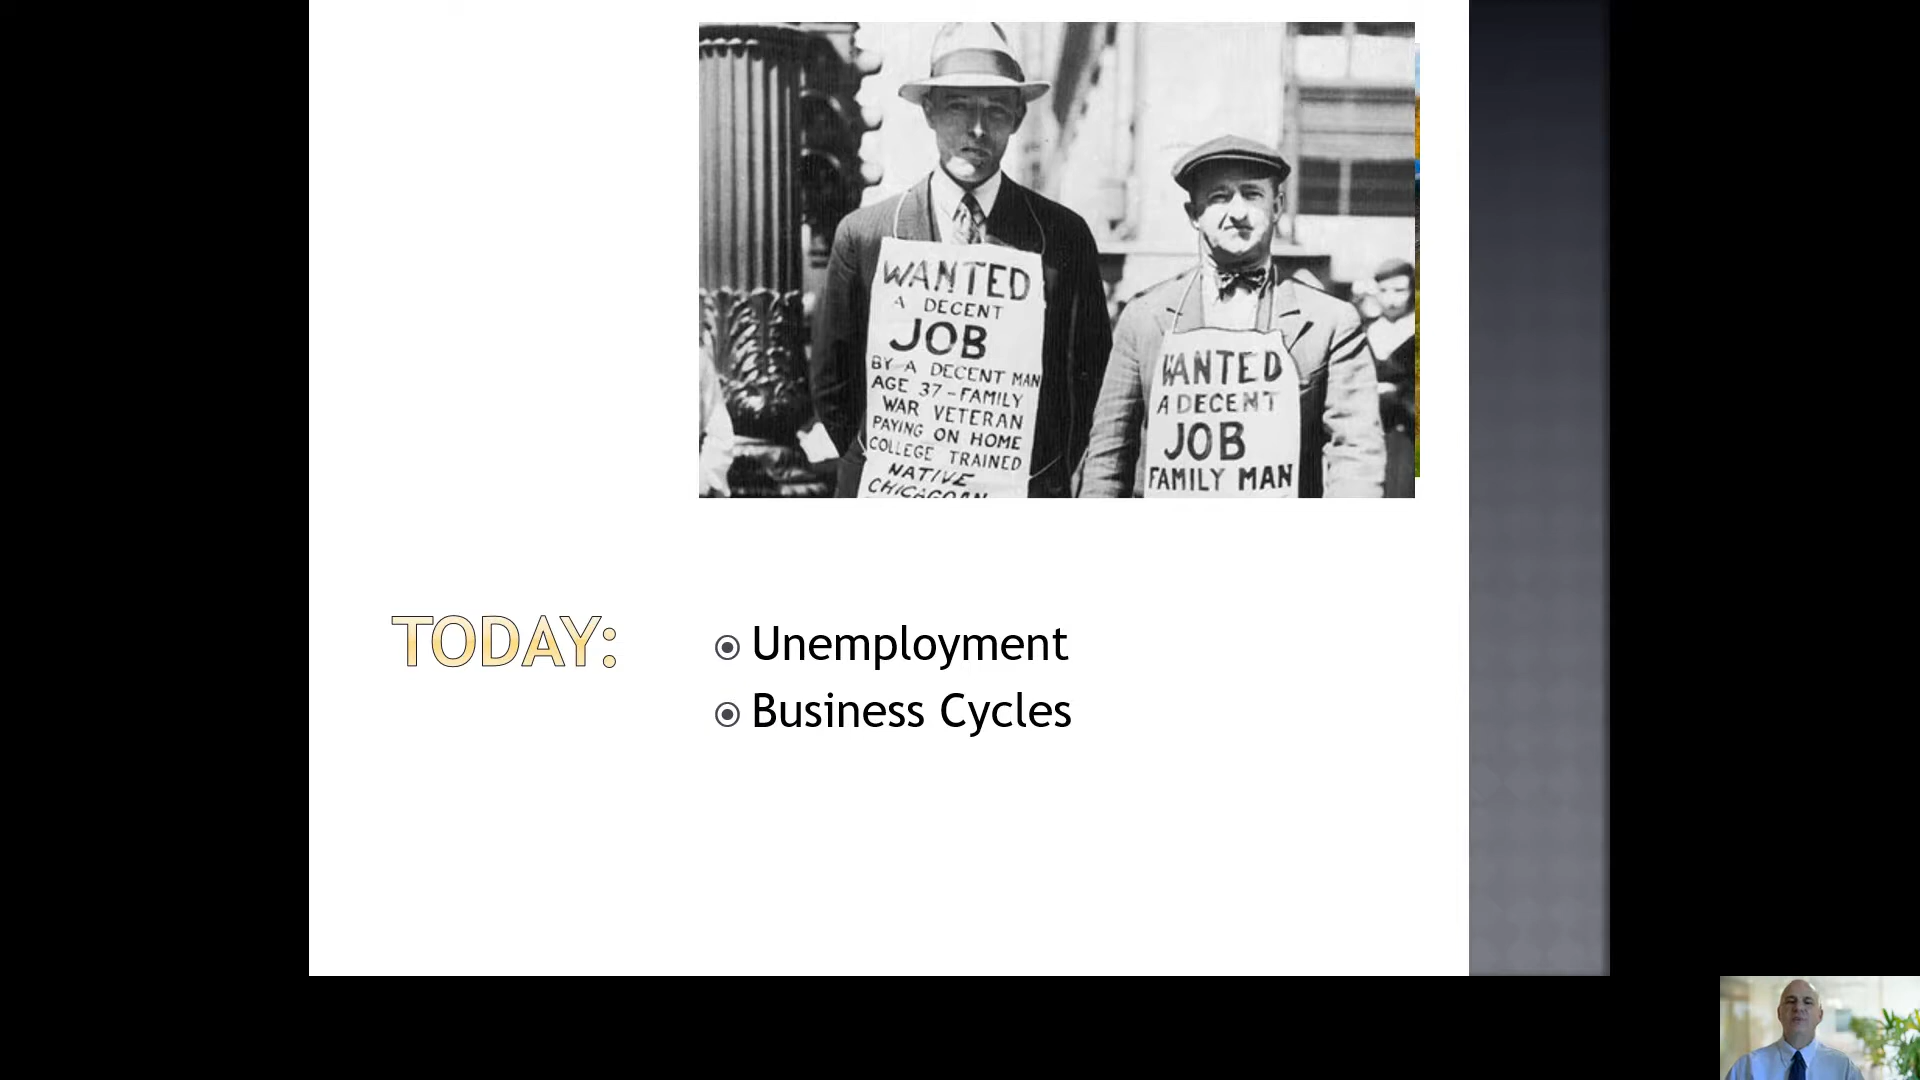 WANTED
A DECENT
JOB
BY A DECENT MAN
AGE 37-FAMILY
WAR VETERAN
PAYING ON HOME
COLLEGE TRAINED
NATIVE
CHICAGOAN
WANTED
A DECENT
JOB
FAMILY MAN
TODAY:
Unemployment
Business Cycles